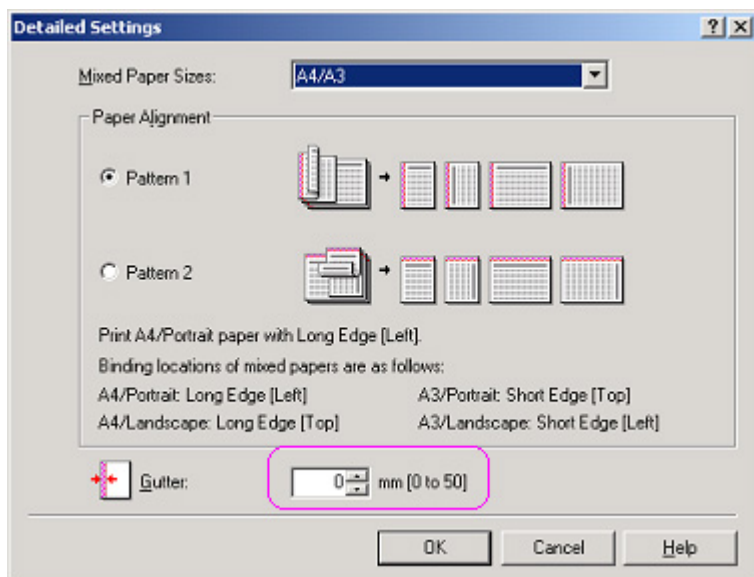 Detailed Settings
Mixed Paper Sizes: A4/A3
Paper Alignment
Pattern 1
Pattern 2
Print A4/Portrait paper with Long Edge [Left].
Binding locations of mixed papers are as follows:
A4/Portrait: Long Edge [Left] A3/Portrait: Short Edge [Top]
A4/Landscape: Long Edge [Top] A3/Landscape: Short Edge [Left]
Gutter: 0 mm [0 to 50]
OK Cancel Help